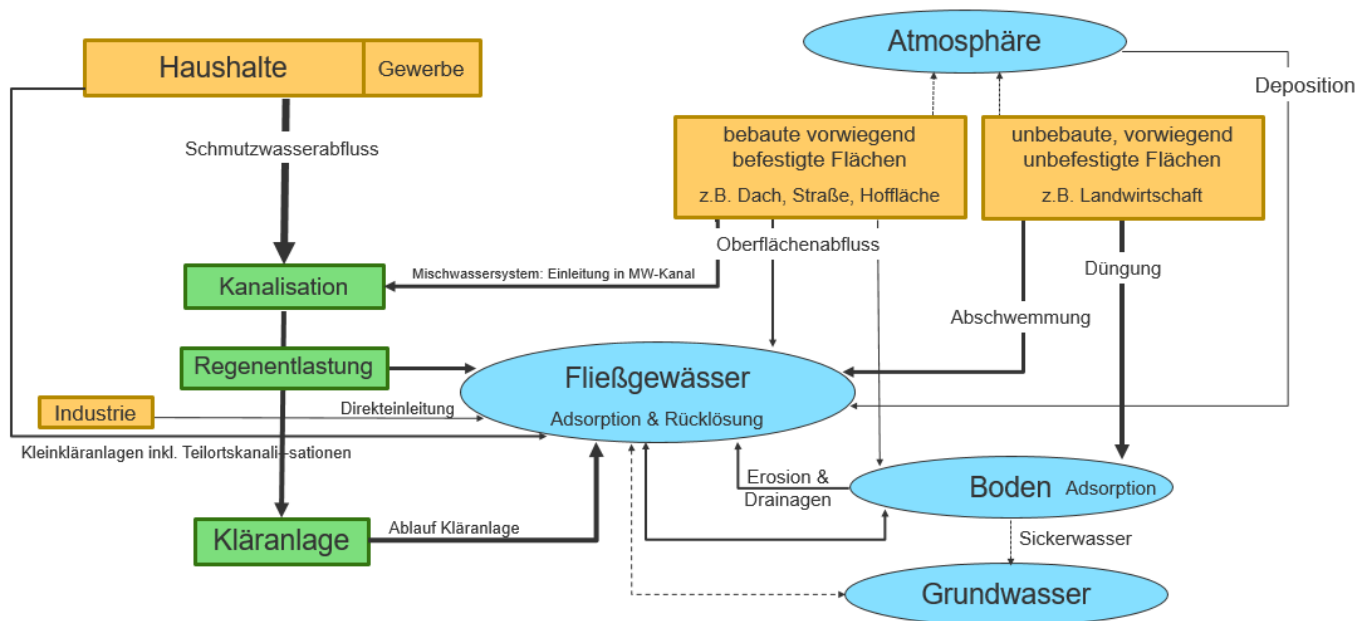 Atmosphäre
Haushalte
Gewerbe
Deposition
bebaute vorwiegend
befestigte Flächen
z.B. Dach, Straße, Hoffläche
unbebaute, vorwiegend
unbefestigte Flächen
z.B. Landwirtschaft
Schmutzwasserabfluss
Oberflächenabfluss
Kanalisation
Mischwassersystem: Einleitung in MW-Kanal
Düngung
Abschwemmung
Regenentlastung
Fließgewässer
Adsorption & Rücklösung
Industrie
Direkteinleitung
Kleinkläranlagen inkl. Teilortskanali-sationen
Erosion &
Drainagen
Boden Adsorption
Kläranlage
Ablauf Kläranlage
Sickerwasser
Grundwasser